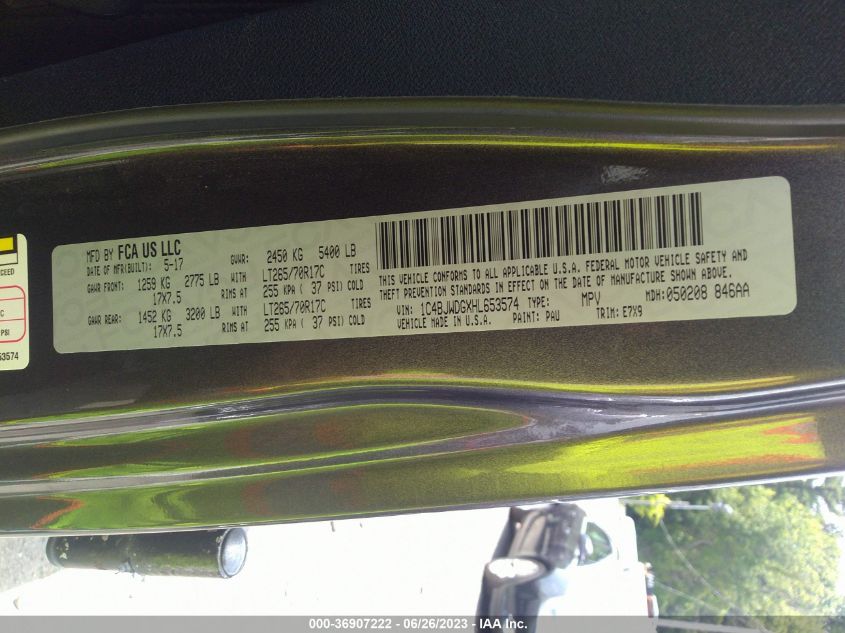 MFD BY FCA US LLC
DATE OF MFR(BUILT): 5-17 GVWR: 2450 KG 5400 LB
GAWR FRONT: 1259 KG 2775 LB WITH LT265/70R17C TIRES
17X7.5 RIMS AT 255 KPA ( 37 PSI) COLD
GAWR REAR: 1452 KG 3200 LB WITH LT265/70R17C TIRES
17X7.5 RIMS AT 255 KPA ( 37 PSI) COLD
THIS VEHICLE CONFORMS TO ALL APPLICABLE U.S.A. FEDERAL MOTOR VEHICLE SAFETY AND
THEFT PREVENTION STANDARDS IN EFFECT ON THE DATE OF MANUFACTURE SHOWN ABOVE.
VIN: 1C4BJWDGXHL653574 TYPE: MPV MDH: 050208 846AA
VEHICLE MADE IN U.S.A. PAINT: PAU TRIM: E7X9
CEED
C
PSI
53574
000-36907222 - 06/26/2023 - IAA Inc.